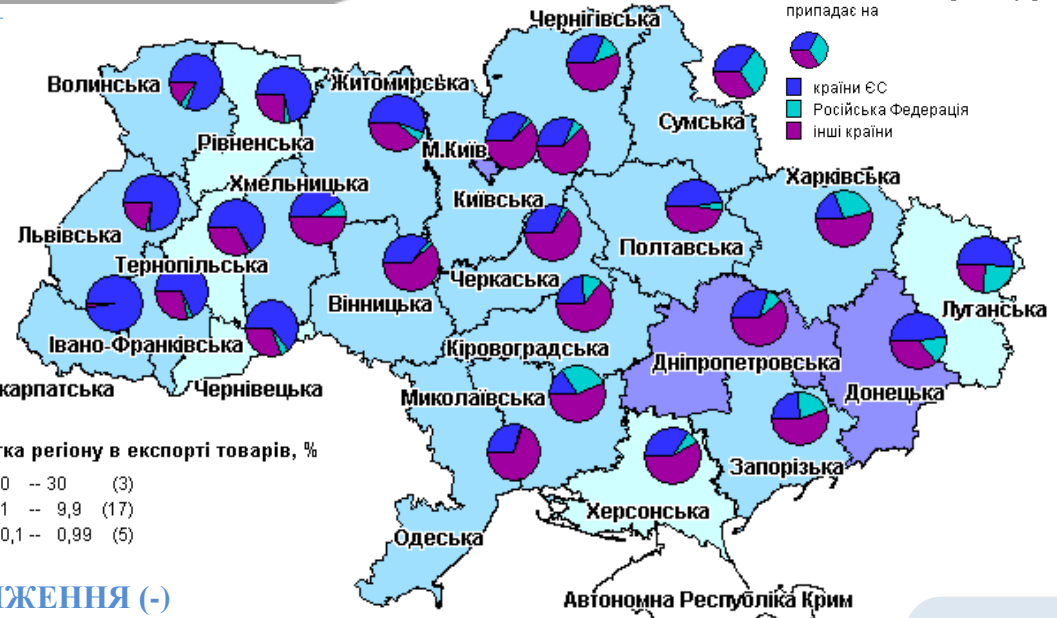 припадає на
країни ЄС
Російська Федерація
інші країни
Чернігівська
Волинська
Житомирська
Сумська
Рівненська
М.Київ
Харківська
Хмельницька
Київська
Львівська
Полтавська
Тернопільська
Черкаська
Вінницька
Луганська
Івано-Франківська
Кіровоградська
Дніпропетровська
карпатська
Чернівецька
Миколаївська
Донецька
тка регіону в експорті товарів, %
Запорізька
0 -- 30 (3)
1 -- 9,9 (17)
Херсонська
0,1 -- 0,99 (5)
Одеська
ІЖЕННЯ (-)
Автономна Республіка Крим